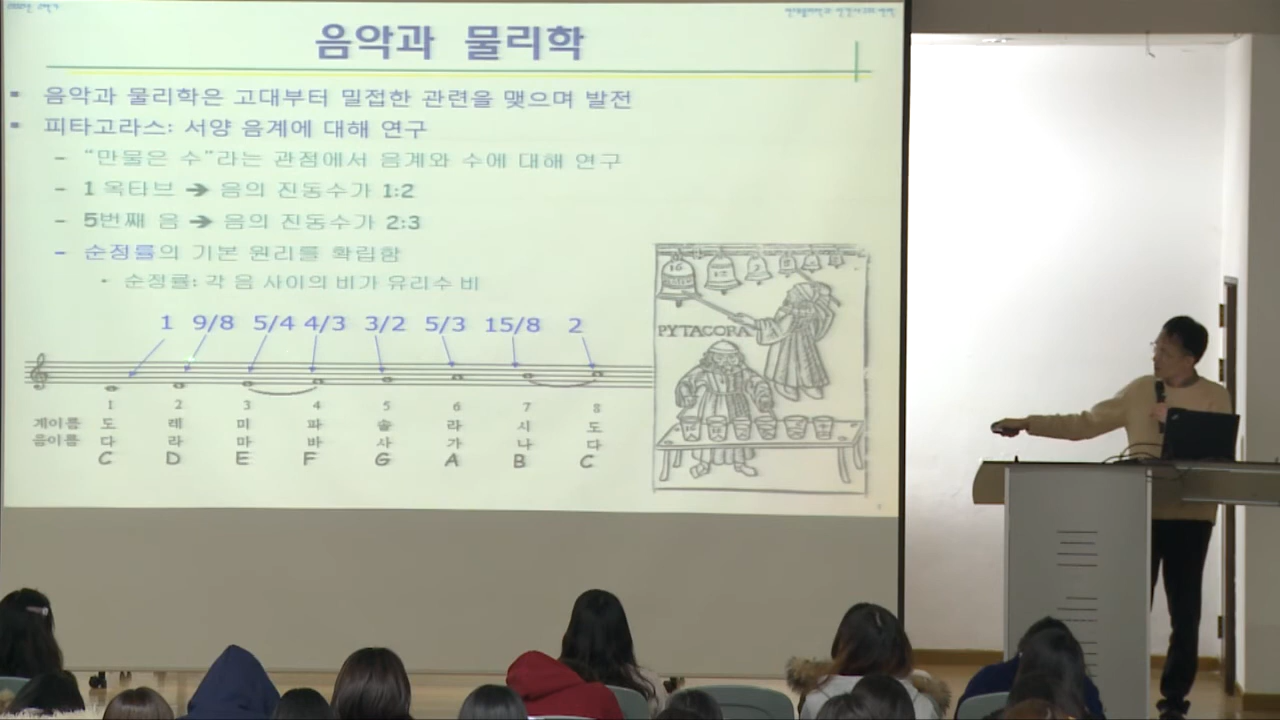 음악과 물리학
▪ 음악과 물리학은 고대부터 밀접한 관련을 맺으며 발전
▪ 피타고라스: 서양 음계에 대해 연구
– “만물은 수”라는 관점에서 음계와 수에 대해 연구
– 1 옥타브 ➔ 음의 진동수가 1:2
– 5번째 음 ➔ 음의 진동수가 2:3
– 순정률의 기본 원리를 확립함
• 순정률: 각 음 사이의 비가 유리수 비
1 9/8 5/4 4/3 3/2 5/3 15/8 2
1 2 3 4 5 6 7 8
계이름 도 레 미 파 솔 라 시 도
음이름 다 라 마 바 사 가 나 다
C D E F G A B C
PYTAGORA